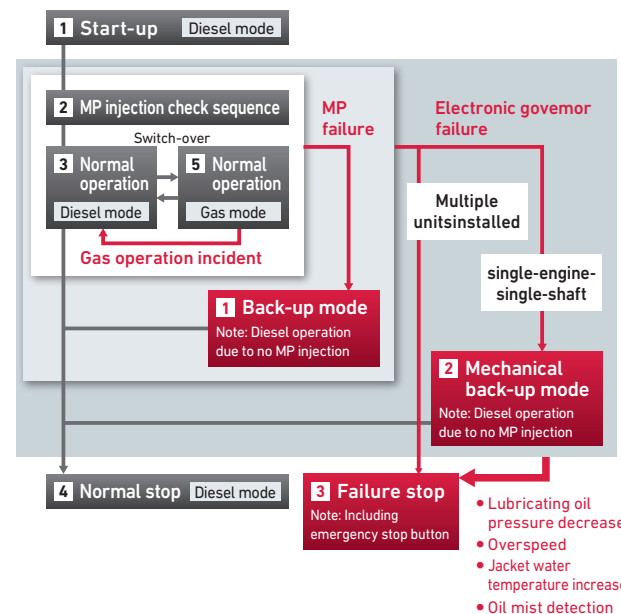 1 Start-up Diesel mode
2 MP injection check sequence
MP
failure
Electronic govemor
failure
Switch-over
3 Normal
operation
Diesel mode
5 Normal
operation
Gas mode
Gas operation incident
Multiple
unitsinstalled
single-engine-
single-shaft
1 Back-up mode
Note: Diesel operation
due to no MP injection
2 Mechanical
back-up mode
Note: Diesel operation
due to no MP injection
4 Normal stop Diesel mode
3 Failure stop
Note: Including
emergency stop button
• Lubricating oil
pressure decrease
• Overspeed
• Jacket water
temperature increase
• Oil mist detection